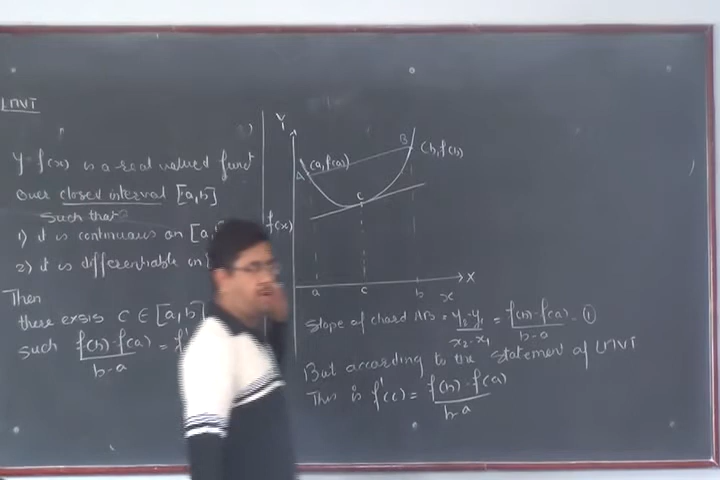 LMVT
y = f(x) is a real valued funct
over closed interval [a,b]
such that
1) it is continuous on [a,
2) it is differentiable on
Then
there exsis C ∈ [a,b]
such f(b)-f(a)/b-a = f'
Y
A (a, f(a))
B (b, f(b)
C
f(x)
a c b x X
Slope of chord AB = y2-y1/x2-x1 = f(b)-f(a)/b-a - ①
But according to the statement of LMVT
This is f'(c) = f(b)-f(a)/b-a